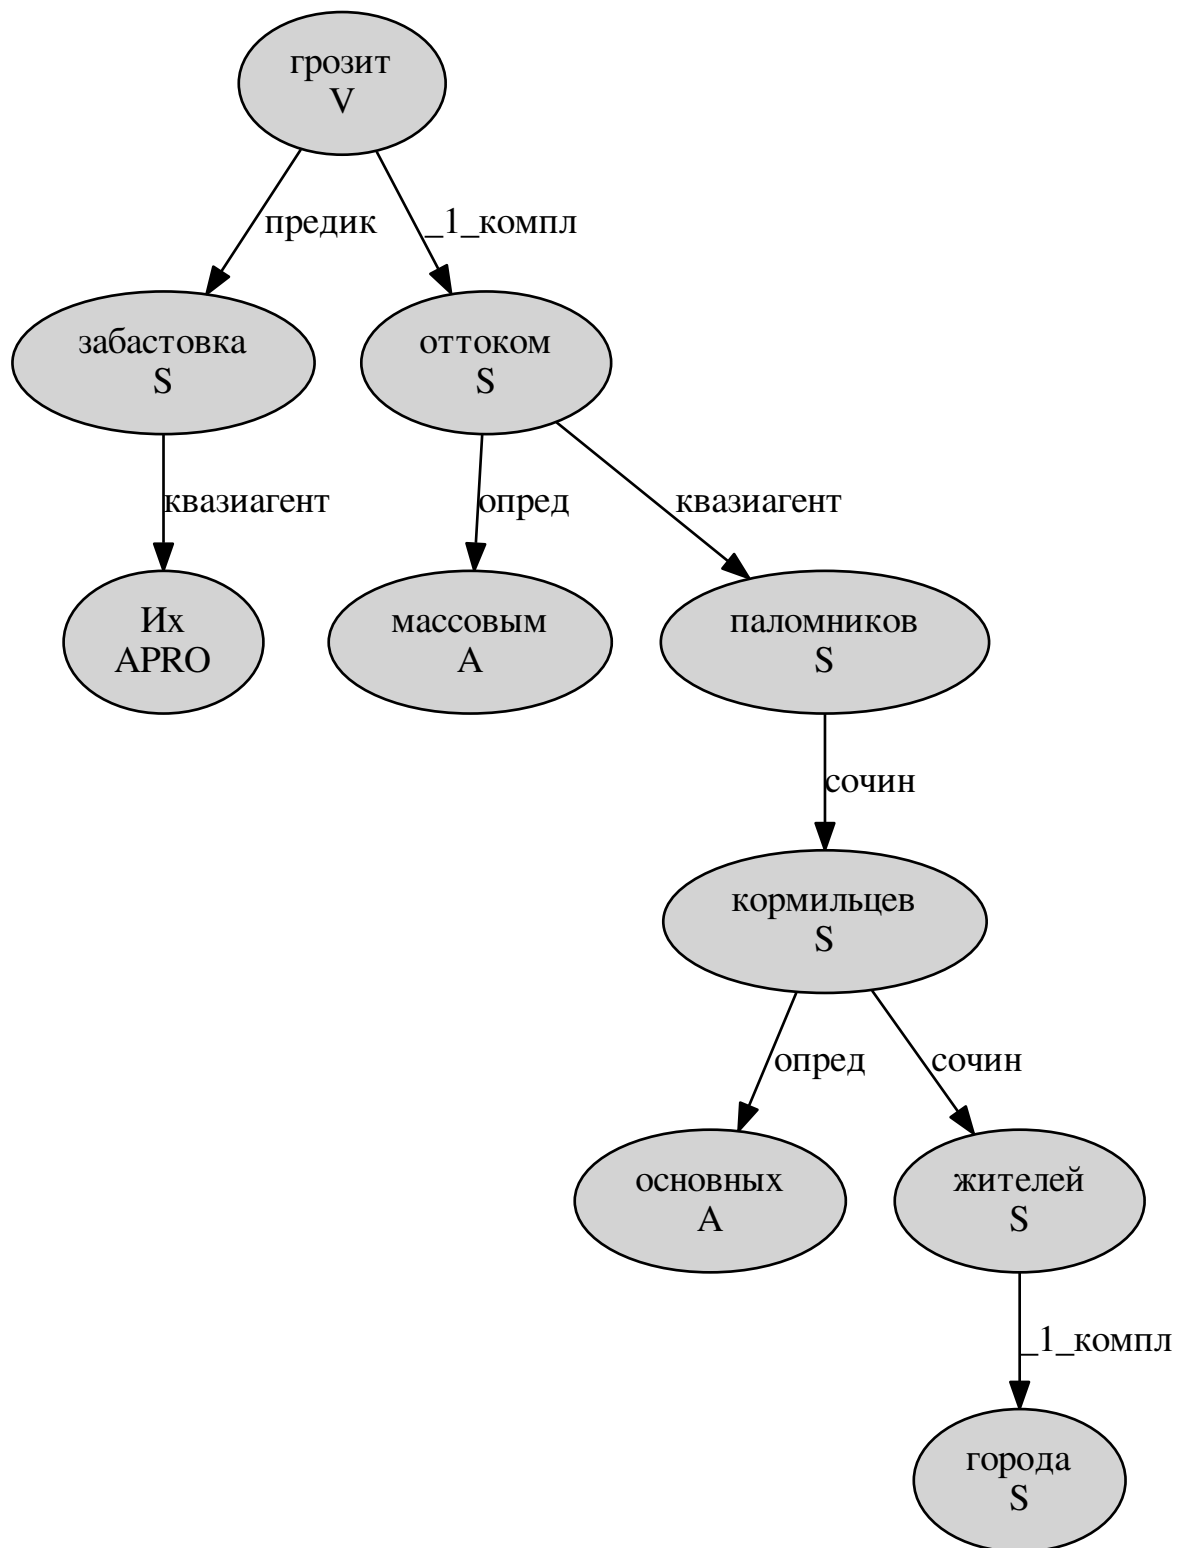 грозит
V
предик
_1_компл
забастовка
S
оттоком
S
квазиагент
опред
квазиагент
Их
APRO
массовым
A
паломников
S
сочин
кормильцев
S
опред
сочин
основных
A
жителей
S
_1_компл
города
S